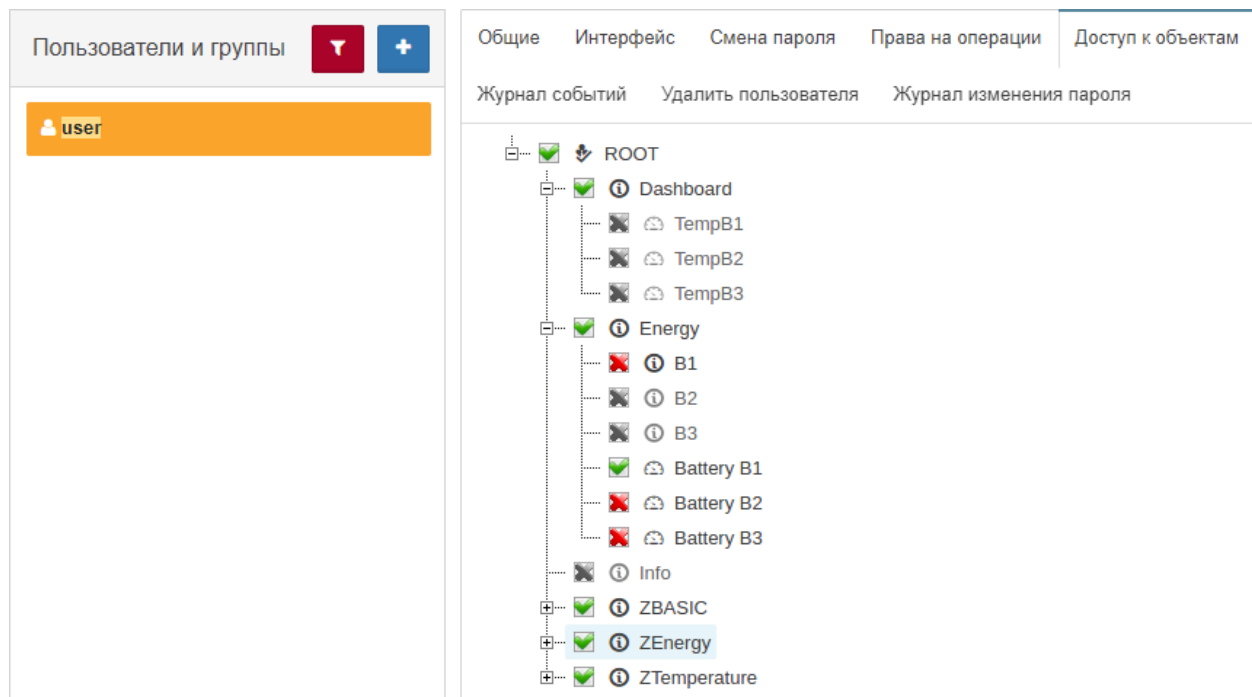 Пользователи и группы
user
Общие Интерфейс Смена пароля Права на операции Доступ к объектам
Журнал событий Удалить пользователя Журнал изменения пароля
ROOT
Dashboard
TempB1
TempB2
TempB3
Energy
B1
B2
B3
Battery B1
Battery B2
Battery B3
Info
ZBASIC
ZEnergy
ZTemperature